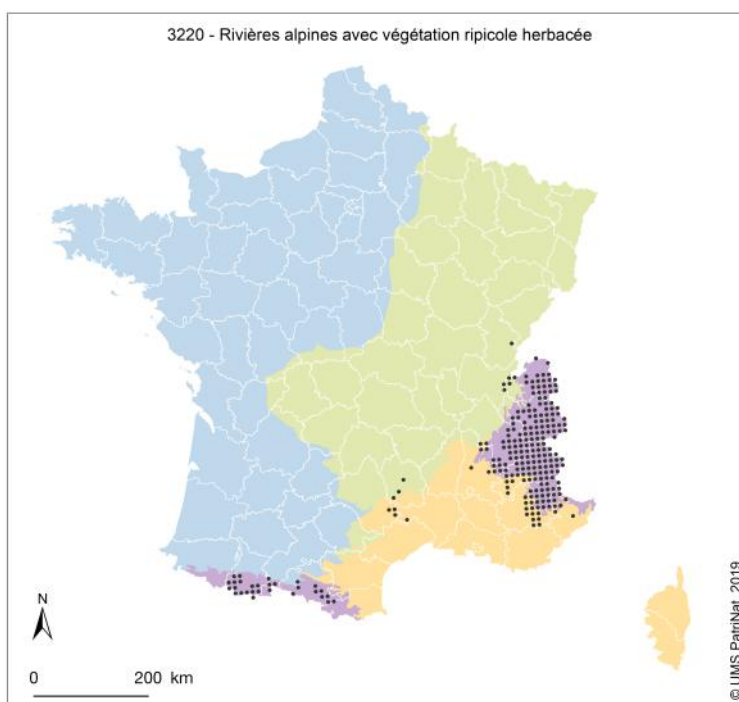 3220 - Rivières alpines avec végétation ripicole herbacée
N
0 200 km
© UMS PatriNat, 2019